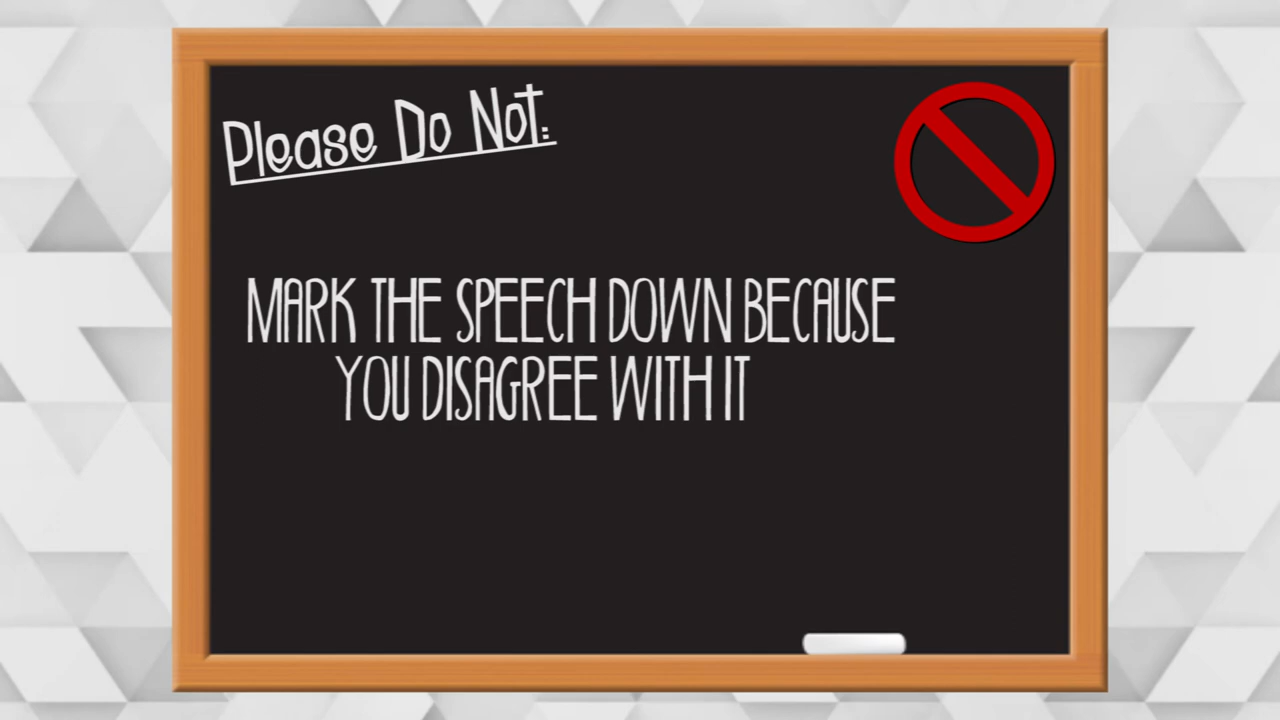 Please Do Not:
MARK THE SPEECH DOWN BECAUSE
YOU DISAGREE WITH IT